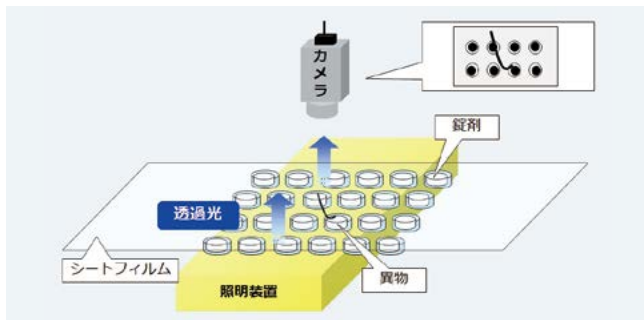 カメラ
錠剤
透過光
シートフィルム
異物
照明装置